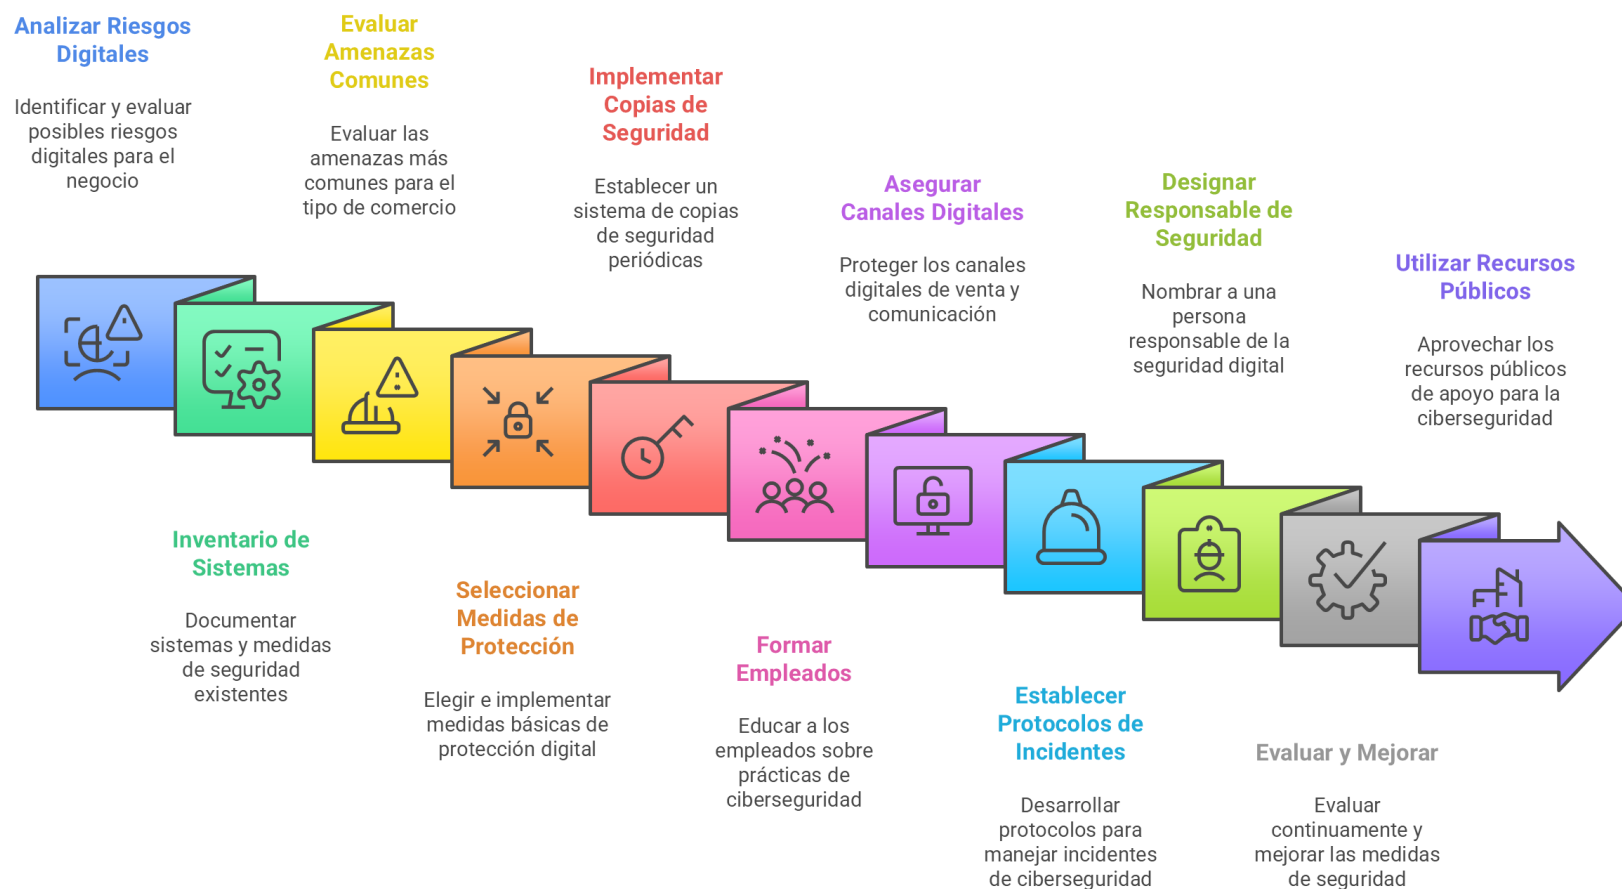 Analizar Riesgos
Digitales
Identificar y evaluar
posibles riesgos
digitales para el
negocio
Inventario de
Sistemas
Documentar
sistemas y medidas
de seguridad
existentes
Evaluar
Amenazas
Comunes
Evaluar las
amenazas más
comunes para el
tipo de comercio
Seleccionar
Medidas de
Protección
Elegir e implementar
medidas básicas de
protección digital
Implementar
Copias de
Seguridad
Establecer un
sistema de copias
de seguridad
periódicas
Formar
Empleados
Educar a los
empleados sobre
prácticas de
ciberseguridad
Asegurar
Canales Digitales
Proteger los canales
digitales de venta y
comunicación
Establecer
Protocolos de
Incidentes
Desarrollar
protocolos para
manejar incidentes
de ciberseguridad
Designar
Responsable de
Seguridad
Nombrar a una
persona
responsable de la
seguridad digital
Evaluar y Mejorar
Evaluar
continuamente y
mejorar las medidas
de seguridad
Utilizar Recursos
Públicos
Aprovechar los
recursos públicos
de apoyo para la
ciberseguridad